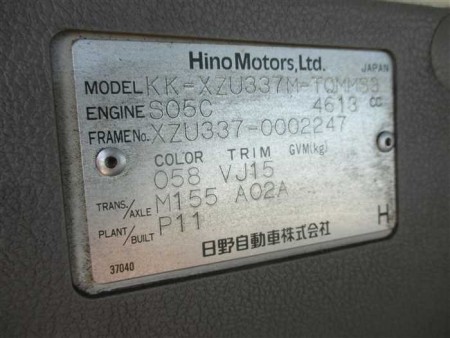 Hino Motors, Ltd. JAPAN
MODEL KK-XZU337M-TQMMS3
ENGINE S05C 4613 CC
FRAME No. XZU337-0002247
COLOR TRIM GVM(kg)
058 VJ15
TRANS./AXLE M155 A02A
PLANT/BUILT P11
H
日野自動車株式会社
37040